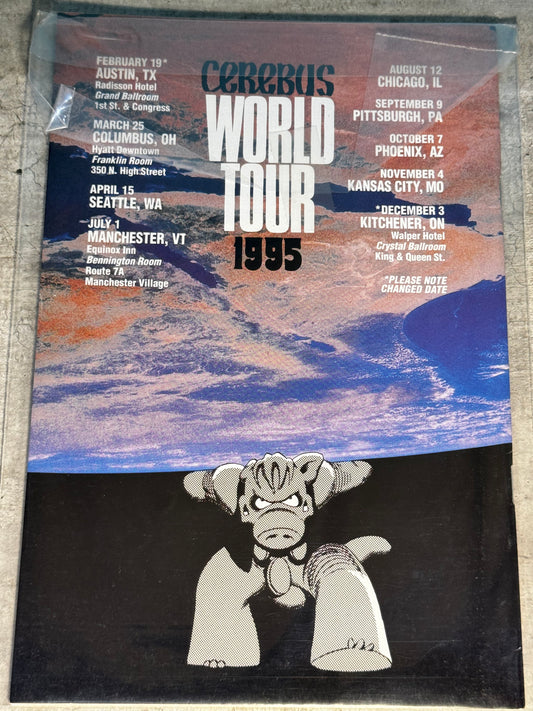 CEREBUS
WORLD
TOUR
1995
FEBRUARY 19*
AUSTIN, TX
Radisson Hotel
Grand Ballroom
1st St. & Congress
MARCH 25
COLUMBUS, OH
Hyatt Downtown
Franklin Room
350 N. High Street
APRIL 15
SEATTLE, WA
JULY 1
MANCHESTER, VT
Equinox Inn
Bennington Room
Route 7A
Manchester Village
AUGUST 12
CHICAGO, IL
SEPTEMBER 9
PITTSBURGH, PA
OCTOBER 7
PHOENIX, AZ
NOVEMBER 4
KANSAS CITY, MO
*DECEMBER 3
KITCHENER, ON
Walper Hotel
Crystal Ballroom
King & Queen St.
*PLEASE NOTE
CHANGED DATE